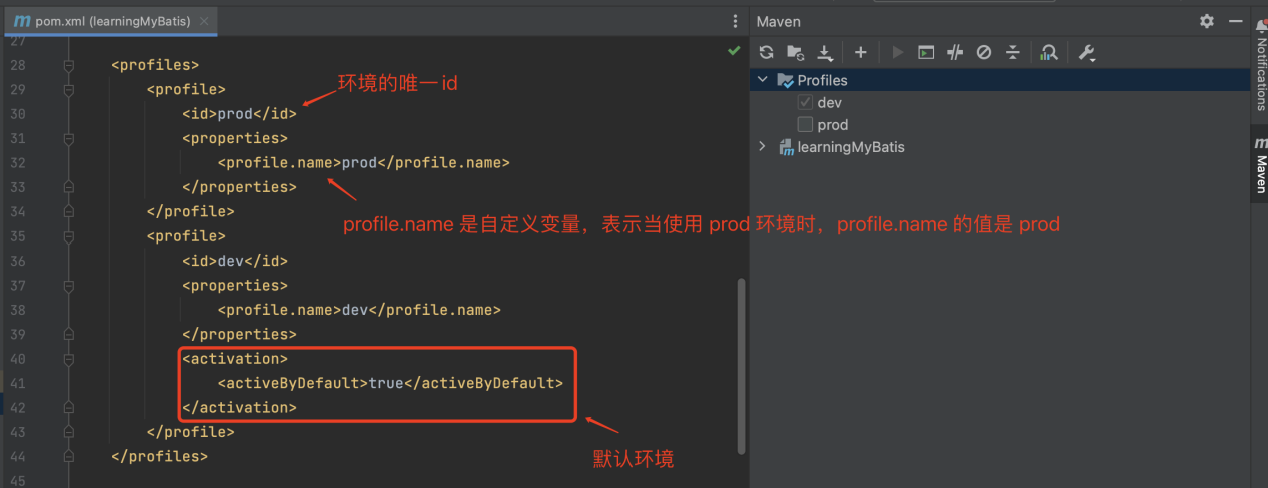 pom.xml (learningMyBatis)
27
28 <profiles>
29 <profile>
环境的唯一id
30 <id>prod</id>
31 <properties>
32 <profile.name>prod</profile.name>
33 </properties>
34 </profile>
profile.name 是自定义变量，表示当使用 prod 环境时，profile.name 的值是 prod
35 <profile>
36 <id>dev</id>
37 <properties>
38 <profile.name>dev</profile.name>
39 </properties>
40 <activation>
41 <activeByDefault>true</activeByDefault>
42 </activation>
43 </profile>
44 </profiles>
默认环境
45
Maven
Profiles
dev
prod
learningMyBatis
Notifications
Maven